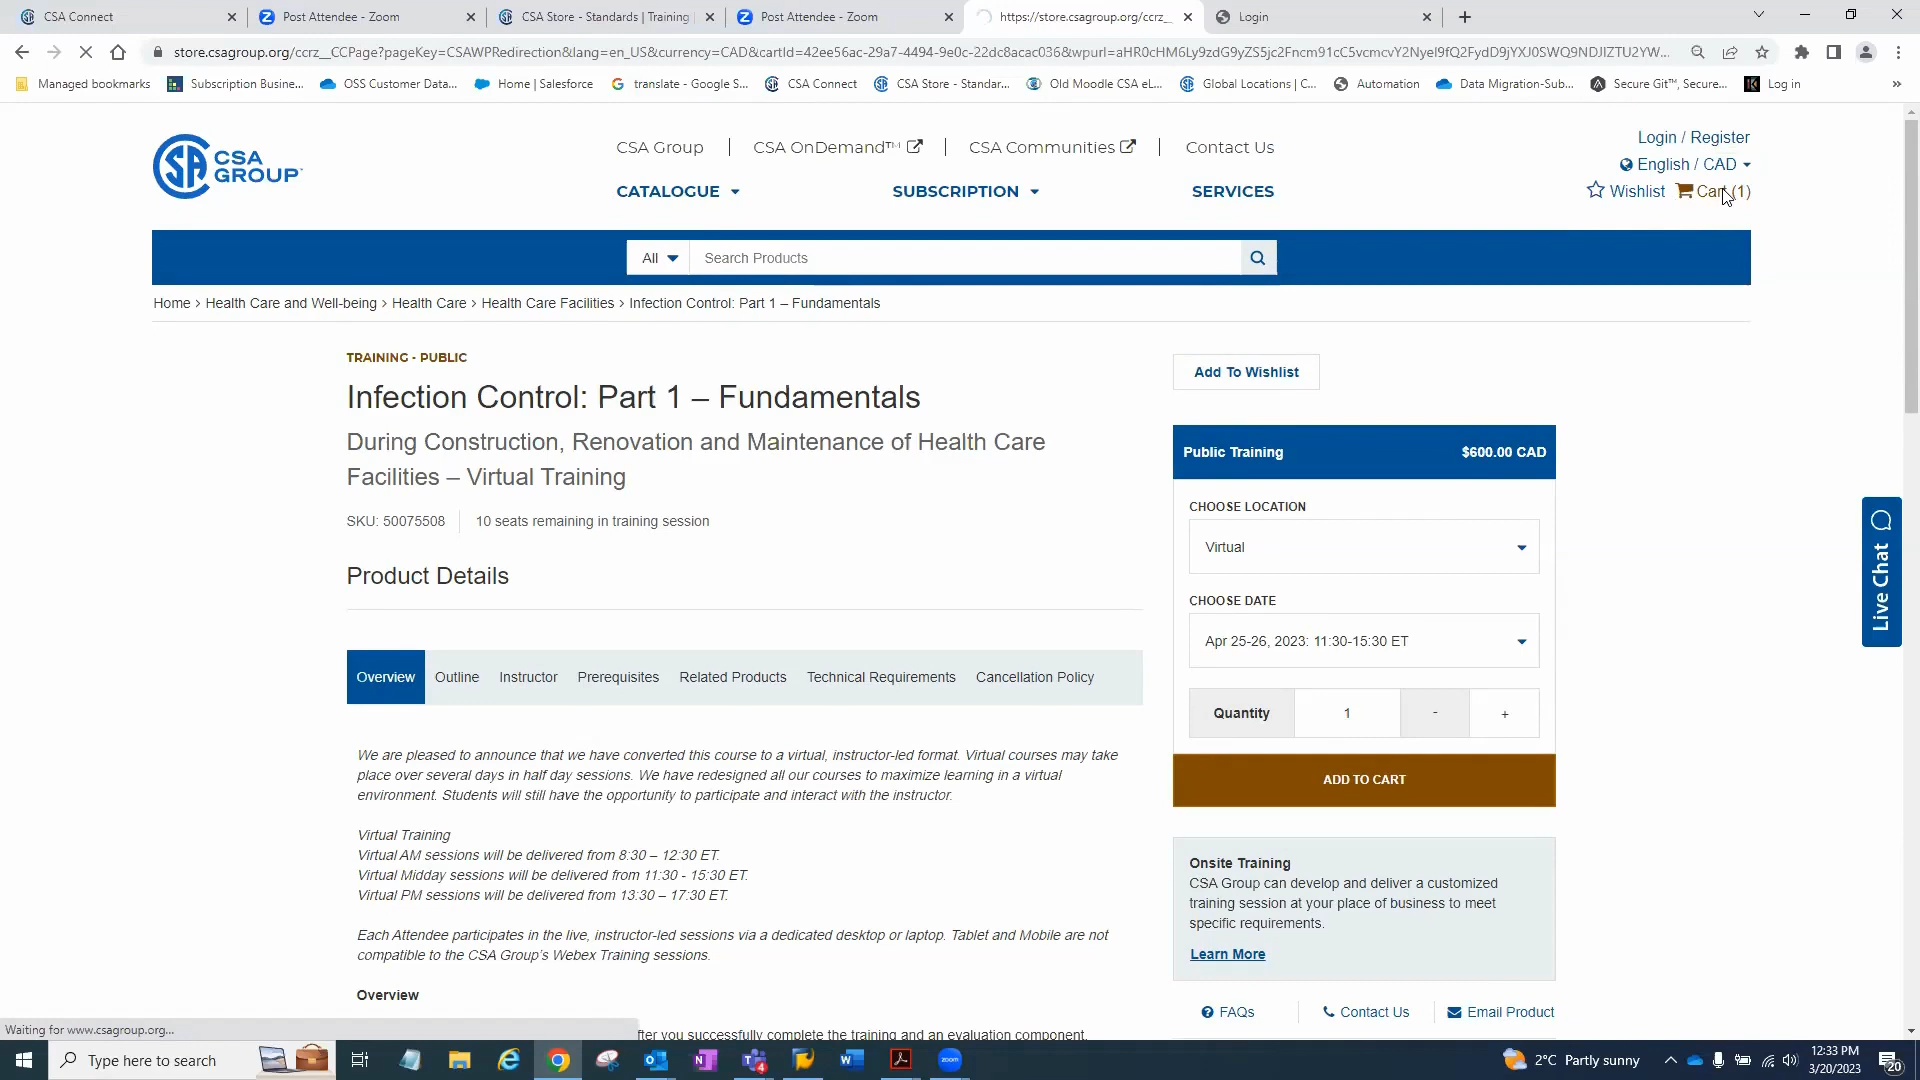 CSA Connect
Post Attendee - Zoom
CSA Store - Standards | Training
Post Attendee - Zoom
https://store.csagroup.org/ccrz_
Login
store.csagroup.org/ccrz__CCPage?pageKey=CSAWPRedirection&lang=en_US&currency=CAD&cartId=42ee56ac-29a7-4494-9e0c-22dc8acac036&wpurl=
Managed bookmarks
Subscription Busine...
OSS Customer Data...
Home | Salesforce
translate - Google S...
CSA Connect
CSA Store - Standar...
Old Moodle CSA eL...
Global Locations | C...
Automation
Data Migration-Sub...
Secure Git™, Secure...
Log in
»
CSA GROUP
CSA Group
CSA OnDemand™
CSA Communities
Contact Us
Login / Register
English / CAD
CATALOGUE
SUBSCRIPTION
SERVICES
Wishlist
Cart (1)
All
Search Products
Home > Health Care and Well-being > Health Care > Health Care Facilities > Infection Control: Part 1 – Fundamentals
TRAINING - PUBLIC
Infection Control: Part 1 – Fundamentals
During Construction, Renovation and Maintenance of Health Care
Facilities – Virtual Training
SKU: 50075508
10 seats remaining in training session
Product Details
Overview
Outline
Instructor
Prerequisites
Related Products
Technical Requirements
Cancellation Policy
We are pleased to announce that we have converted this course to a virtual, instructor-led format. Virtual courses may take
place over several days in half day sessions. We have redesigned all our courses to maximize learning in a virtual
environment. Students will still have the opportunity to participate and interact with the instructor.
Virtual Training
Virtual AM sessions will be delivered from 8:30 – 12:30 ET.
Virtual Midday sessions will be delivered from 11:30 - 15:30 ET.
Virtual PM sessions will be delivered from 13:30 – 17:30 ET.
Each Attendee participates in the live, instructor-led sessions via a dedicated desktop or laptop. Tablet and Mobile are not
compatible to the CSA Group's Webex Training sessions.
Overview
fter you successfully complete the training and an evaluation component.
Add To Wishlist
Public Training
$600.00 CAD
CHOOSE LOCATION
Virtual
CHOOSE DATE
Apr 25-26, 2023: 11:30-15:30 ET
Quantity
1
-
+
ADD TO CART
Onsite Training
CSA Group can develop and deliver a customized
training session at your place of business to meet
specific requirements.
Learn More
FAQs
Contact Us
Email Product
Live Chat
Waiting for www.csagroup.org...
Type here to search
2°C Partly sunny
12:33 PM
3/20/2023
20